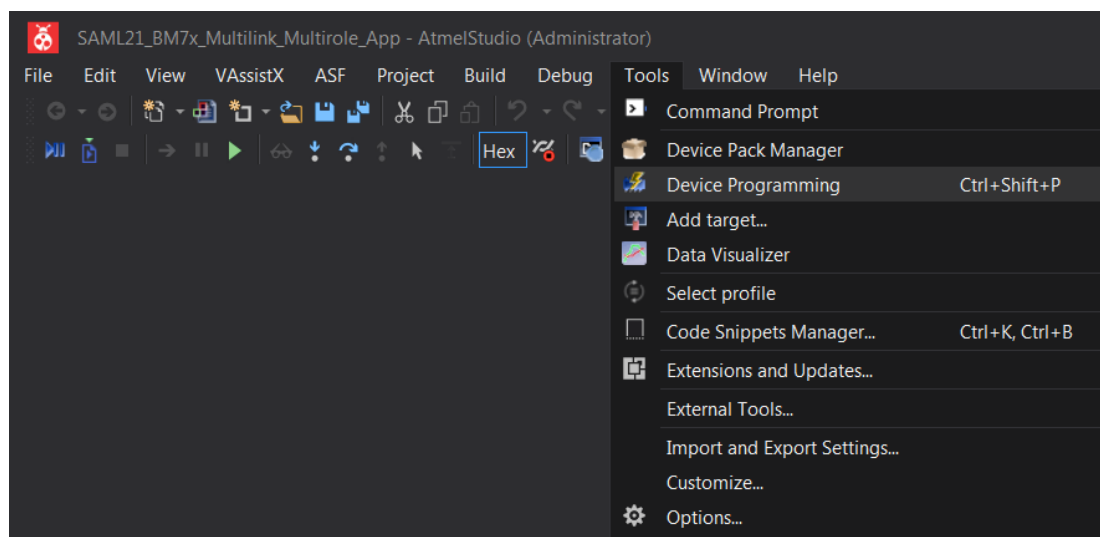 SAML21_BM7x_Multilink_Multirole_App - AtmelStudio (Administrator)
File Edit View VAssistX ASF Project Build Debug Tools Window Help
Hex
Command Prompt
Device Pack Manager
Device Programming Ctrl+Shift+P
Add target...
Data Visualizer
Select profile
Code Snippets Manager... Ctrl+K, Ctrl+B
Extensions and Updates...
External Tools...
Import and Export Settings...
Customize...
Options...